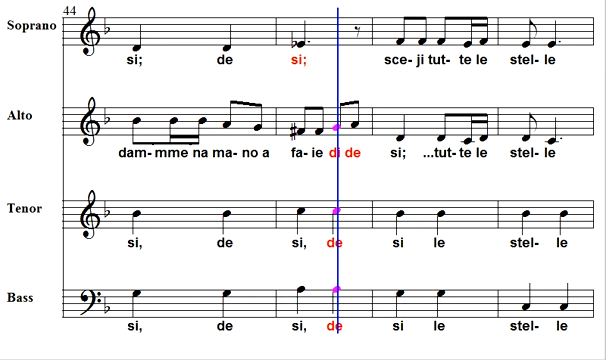 44
Soprano
si; de si; sce- ji tut- te le stel- le
Alto
dam- mme na ma- no a fa- ie di de si; ...tut- te le stel- le
Tenor
si, de si, de si le stel- le
Bass
si, de si, de si le stel- le